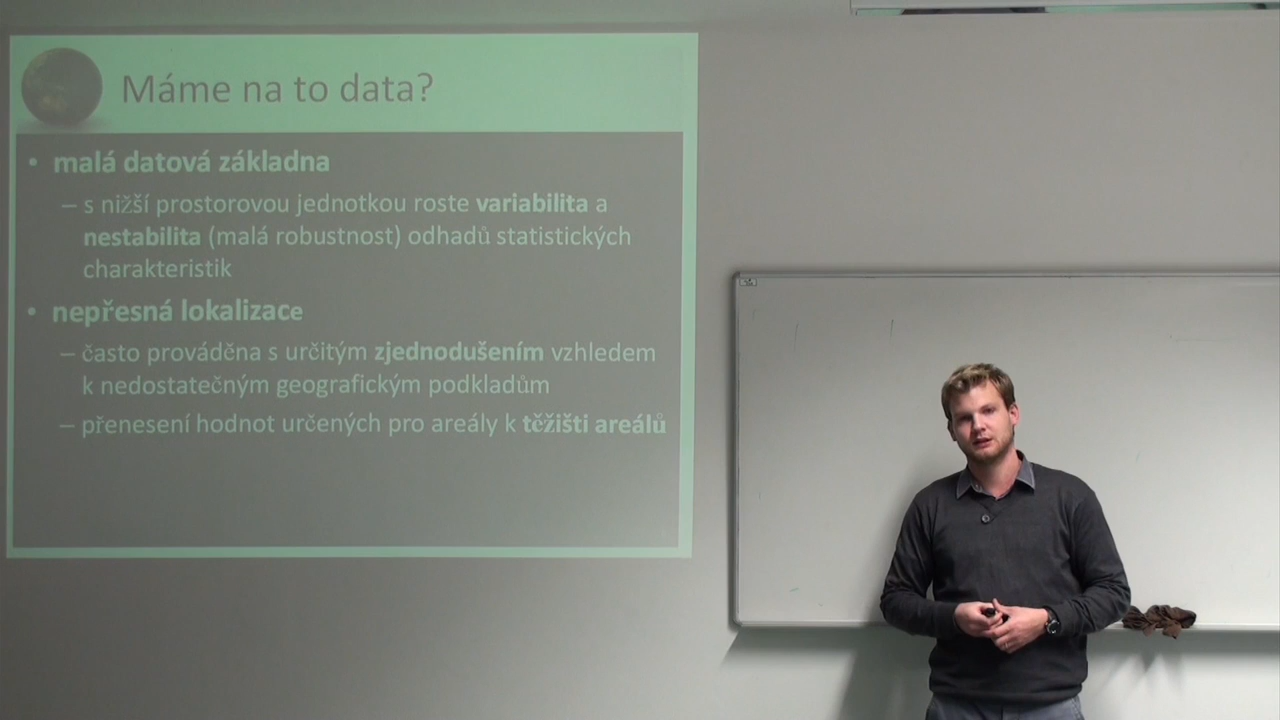 Máme na to data?
• malá datová základna
– s nižší prostorovou jednotkou roste variabilita a
nestabilita (malá robustnost) odhadů statistických
charakteristik
• nepřesná lokalizace
– často prováděna s určitým zjednodušením vzhledem
k nedostatečným geografickým podkladům
– přenesení hodnot určených pro areály k těžišti areálů